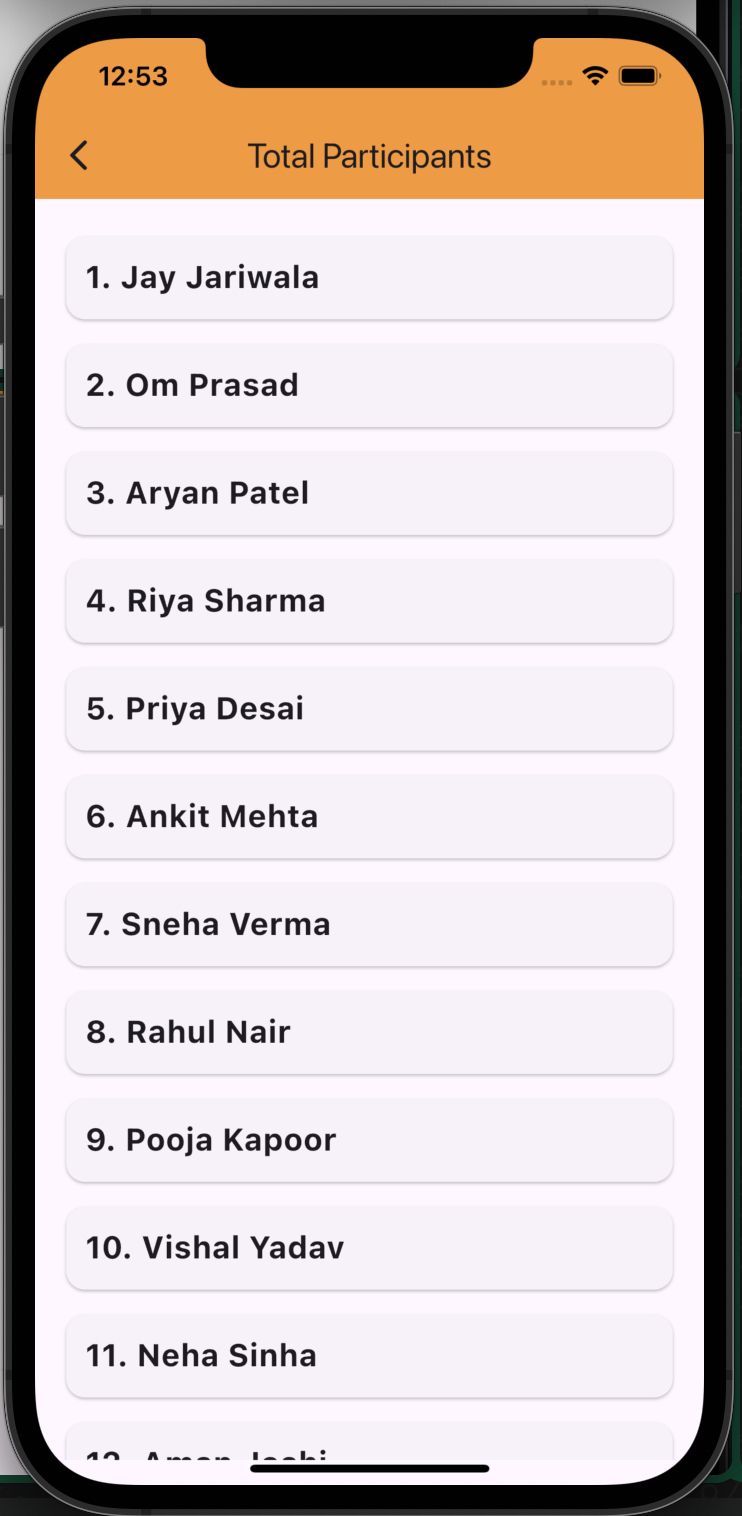 12:53
Total Participants
1. Jay Jariwala
2. Om Prasad
3. Aryan Patel
4. Riya Sharma
5. Priya Desai
6. Ankit Mehta
7. Sneha Verma
8. Rahul Nair
9. Pooja Kapoor
10. Vishal Yadav
11. Neha Sinha